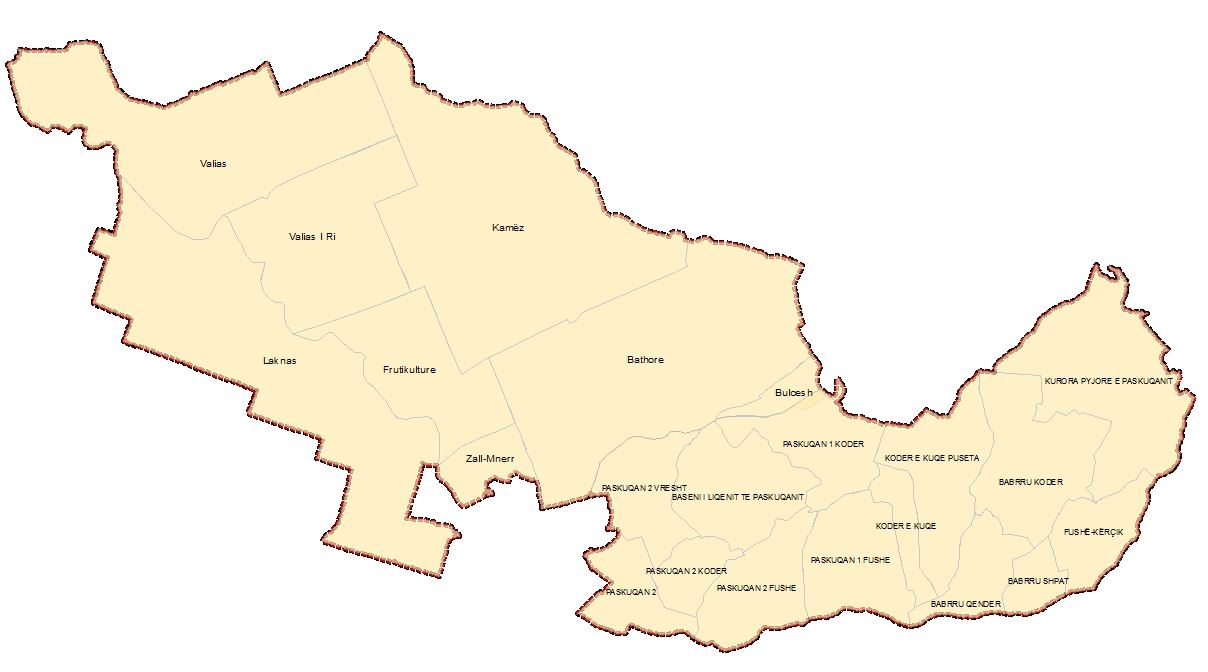 Valias
Kamëz
Valias I Ri
Laknas
Bathore
Frutikulture
KURORA PYJORE E PASKUQANIT
Bulcesh
PASKUQAN 1 KODER
KODER E KUQE PUSETA
Zall-Mnerr
BABRRU KODER
PASKUQAN 2 VRESHT
BASENI I LIQENIT TE PASKUQANIT
KODER E KUQE
FUSHË-KËRÇIK
PASKUQAN 1 FUSHE
PASKUQAN 2 KODER
BABRRU SHPAT
PASKUQAN 2 FUSHE
PASKUQAN 2
BABRRU QENDER